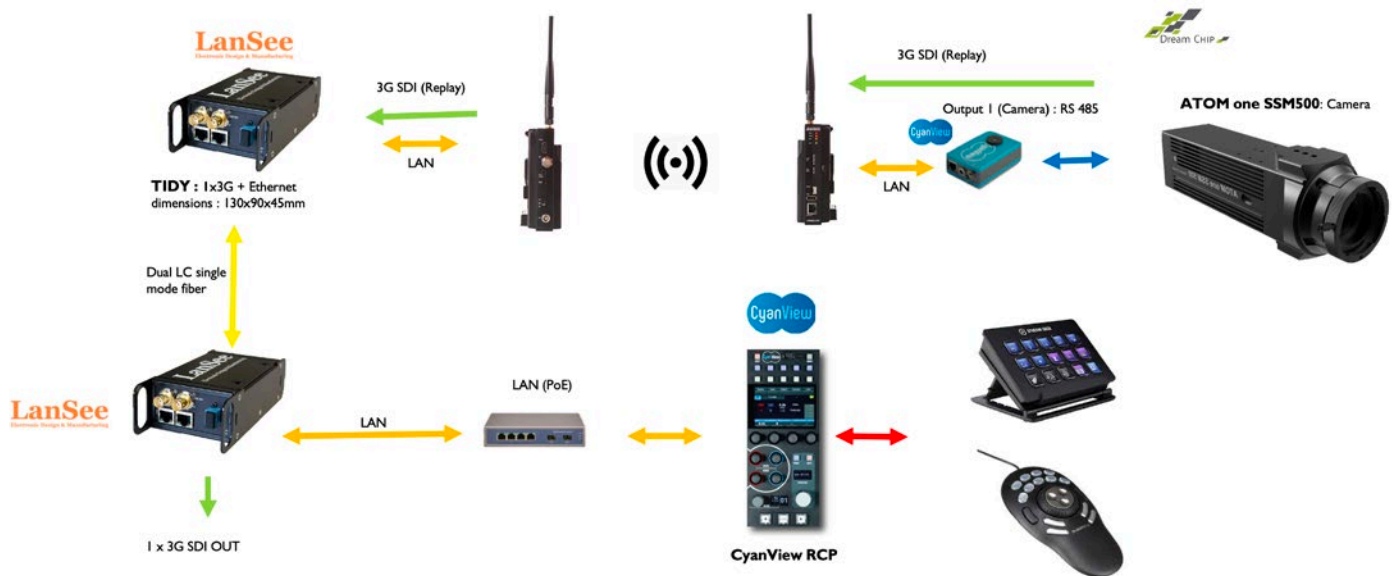 LanSee
Electronic Design & Manufacturing
LanSee
3G SDI (Replay)
LAN
TIDY : 1x3G + Ethernet
dimensions : 130x90x45mm
3G SDI (Replay)
Output 1 (Camera) : RS 485
CyanView
LAN
Dream CHIP
ATOM one SSM500: Camera
Dual LC single
mode fiber
LanSee
Electronic Design & Manufacturing
LanSee
LAN
1 x 3G SDI OUT
LAN (PoE)
CyanView
CyanView RCP